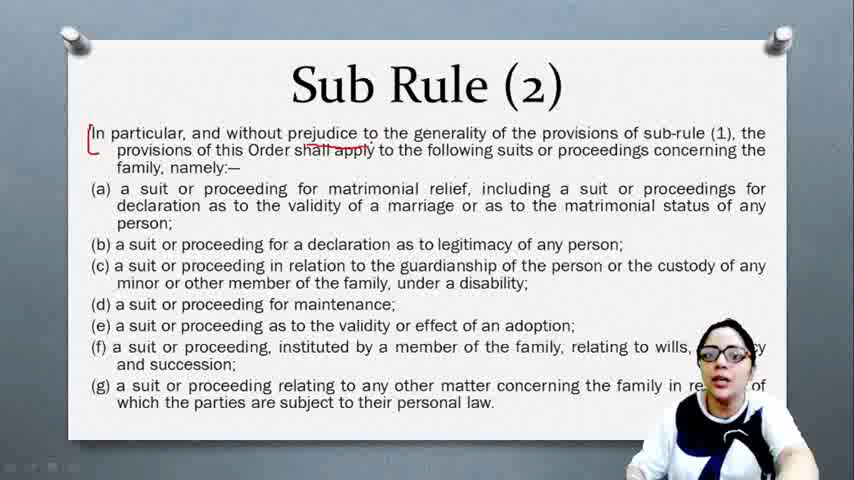 Sub Rule (2)
In particular, and without prejudice to the generality of the provisions of sub-rule (1), the
provisions of this Order shall apply to the following suits or proceedings concerning the
family, namely:—
(a) a suit or proceeding for matrimonial relief, including a suit or proceedings for
declaration as to the validity of a marriage or as to the matrimonial status of any
person;
(b) a suit or proceeding for a declaration as to legitimacy of any person;
(c) a suit or proceeding in relation to the guardianship of the person or the custody of any
minor or other member of the family, under a disability;
(d) a suit or proceeding for maintenance;
(e) a suit or proceeding as to the validity or effect of an adoption;
(f) a suit or proceeding, instituted by a member of the family, relating to wills,
and succession;
(g) a suit or proceeding relating to any other matter concerning the family in of
which the parties are subject to their personal law.